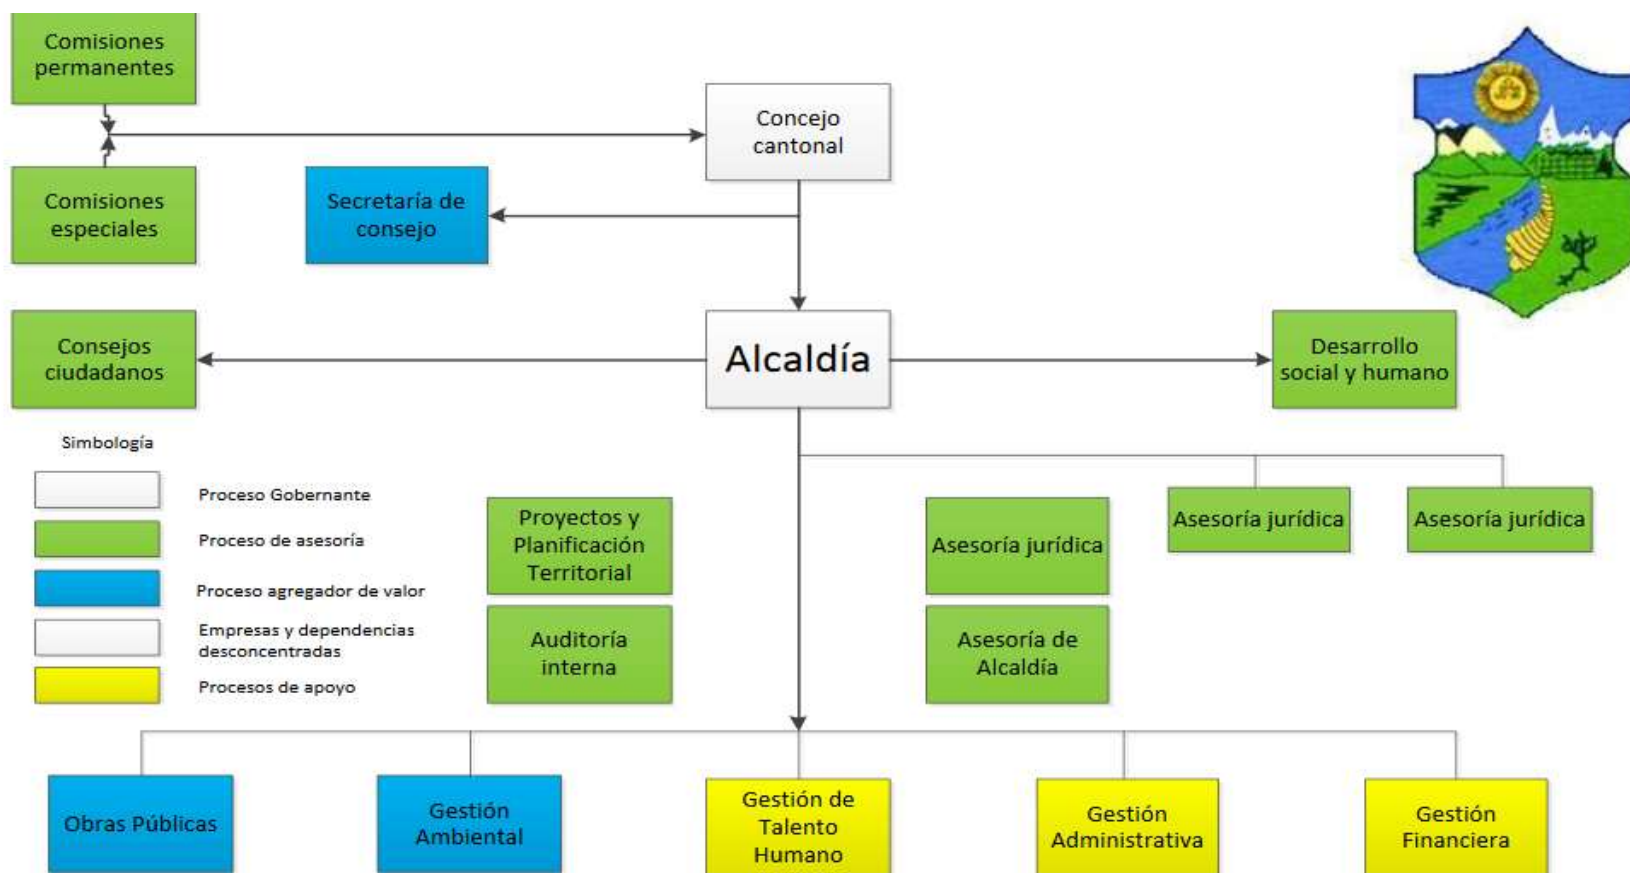 Comisiones
permanentes
Concejo
cantonal
Comisiones
especiales
Secretaría de
consejo
Consejos
ciudadanos
Alcaldía
Desarrollo
social y humano
Simbología
Proceso Gobernante
Proceso de asesoría
Proceso agregador de valor
Empresas y dependencias
desconcentradas
Procesos de apoyo
Proyectos y
Planificación
Territorial
Asesoría jurídica
Asesoría jurídica
Asesoría jurídica
Auditoría
interna
Asesoría de
Alcaldía
Obras Públicas
Gestión
Ambiental
Gestión de
Talento
Humano
Gestión
Administrativa
Gestión
Financiera